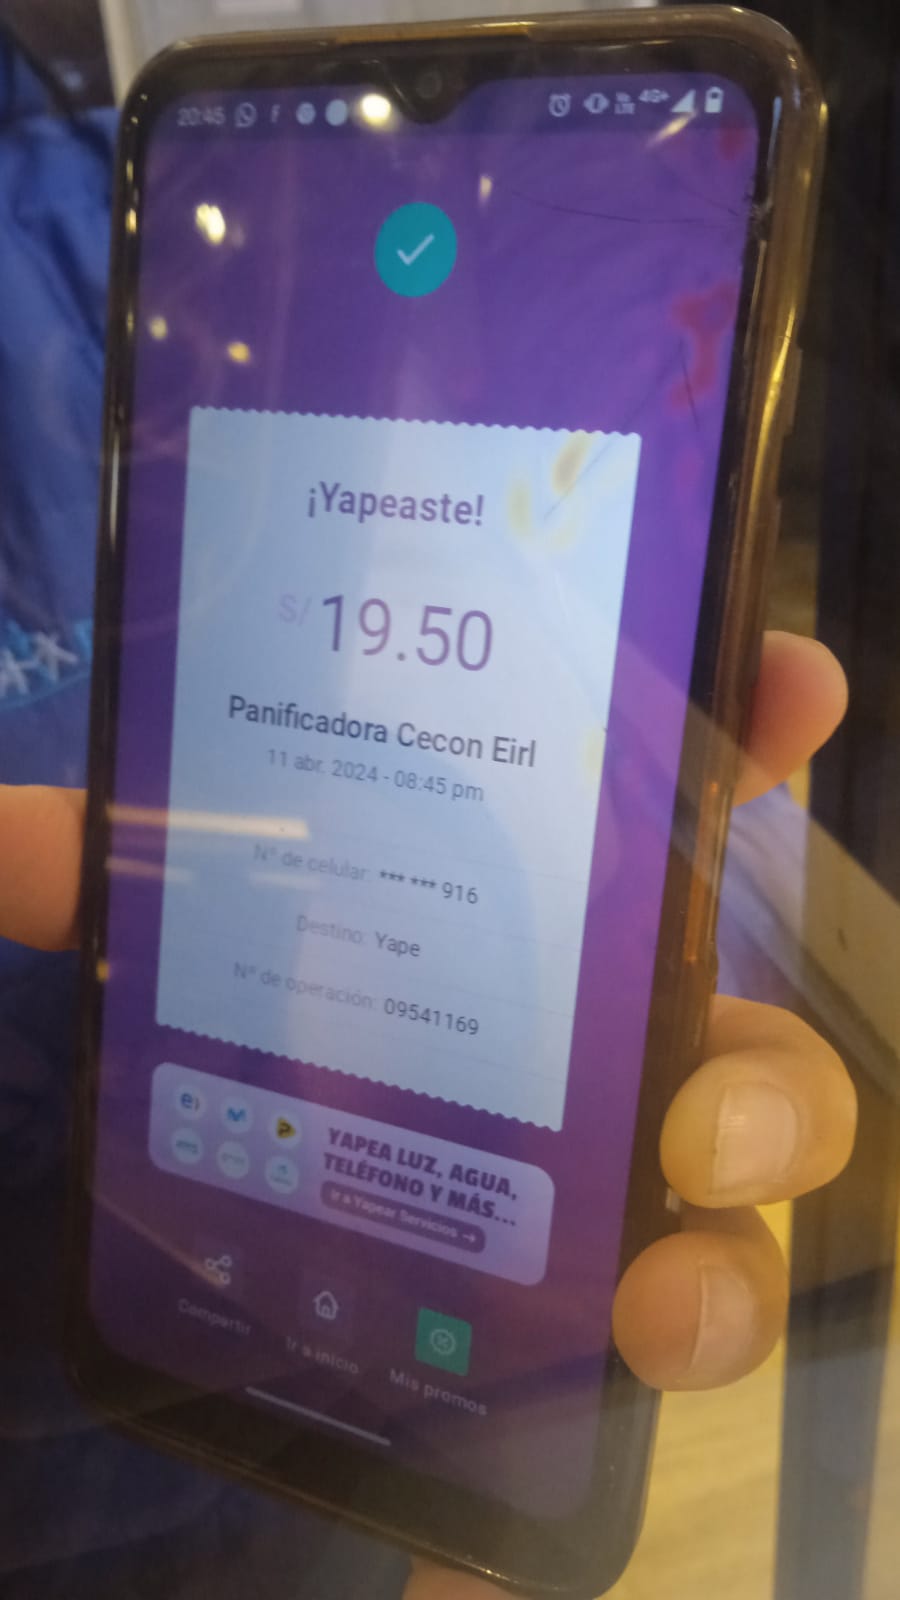 20:45
4G+
¡Yapeaste!
S/ 19.50
Panificadora Cecon Eirl
11 abr. 2024 - 08:45 pm
N° de celular: *** *** 916
Destino: Yape
N° de operación: 09541169
YAPEA LUZ, AGUA,
TELÉFONO Y MÁS...
Ir a Yapear Servicios →
Compartir
Ir a inicio
Mis promos